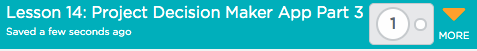 Lesson 14: Project Decision Maker App Part 3
Saved a few seconds ago
1
MORE